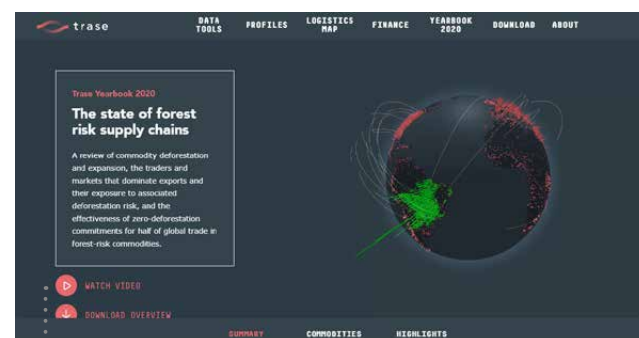 trase
DATA TOOLS PROFILES LOGISTICS MAP FINANCE YEARBOOK 2020 DOWNLOAD ABOUT
Trase Yearbook 2020
The state of forest
risk supply chains
A review of commodity deforestation
and expansion, the traders and
markets that dominate exports and
their exposure to associated
deforestation risk, and the
effectiveness of zero-deforestation
commitments for half of global trade in
forest-risk commodities.
WATCH VIDEO
DOWNLOAD OVERVIEW
SUMMARY COMMODITIES HIGHLIGHTS